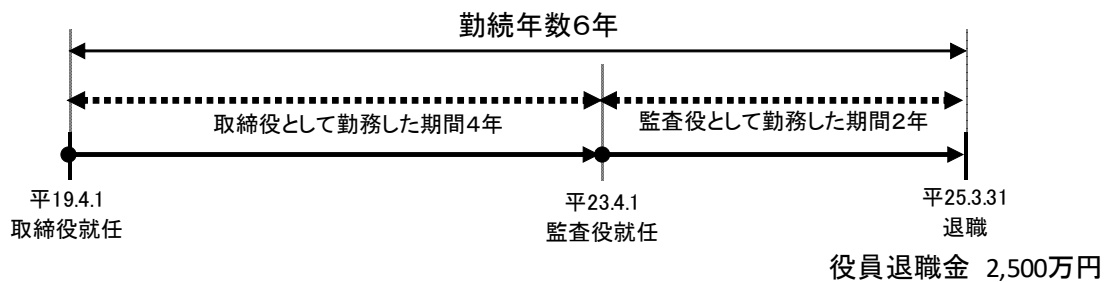 勤続年数6年
取締役として勤務した期間4年
監査役として勤務した期間2年
平19.4.1
取締役就任
平23.4.1
監査役就任
平25.3.31
退職
役員退職金 2,500万円